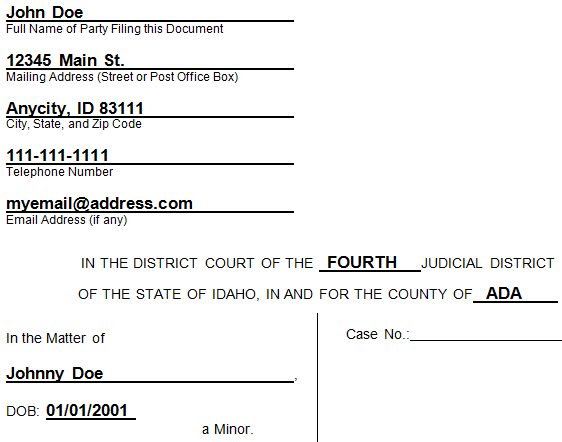 John Doe
Full Name of Party Filing this Document
12345 Main St.
Mailing Address (Street or Post Office Box)
Anycity, ID 83111
City, State, and Zip Code
111-111-1111
Telephone Number
myemail@address.com
Email Address (if any)
IN THE DISTRICT COURT OF THE FOURTH JUDICIAL DISTRICT
OF THE STATE OF IDAHO, IN AND FOR THE COUNTY OF ADA
In the Matter of
Johnny Doe,
DOB: 01/01/2001
a Minor.
Case No.: